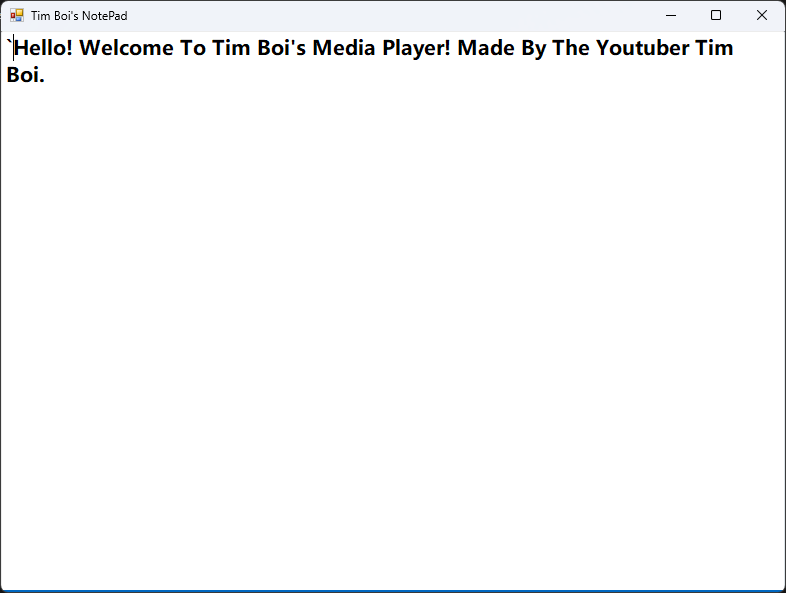 Tim Boi's NotePad
`Hello! Welcome To Tim Boi's Media Player! Made By The Youtuber Tim
Boi.